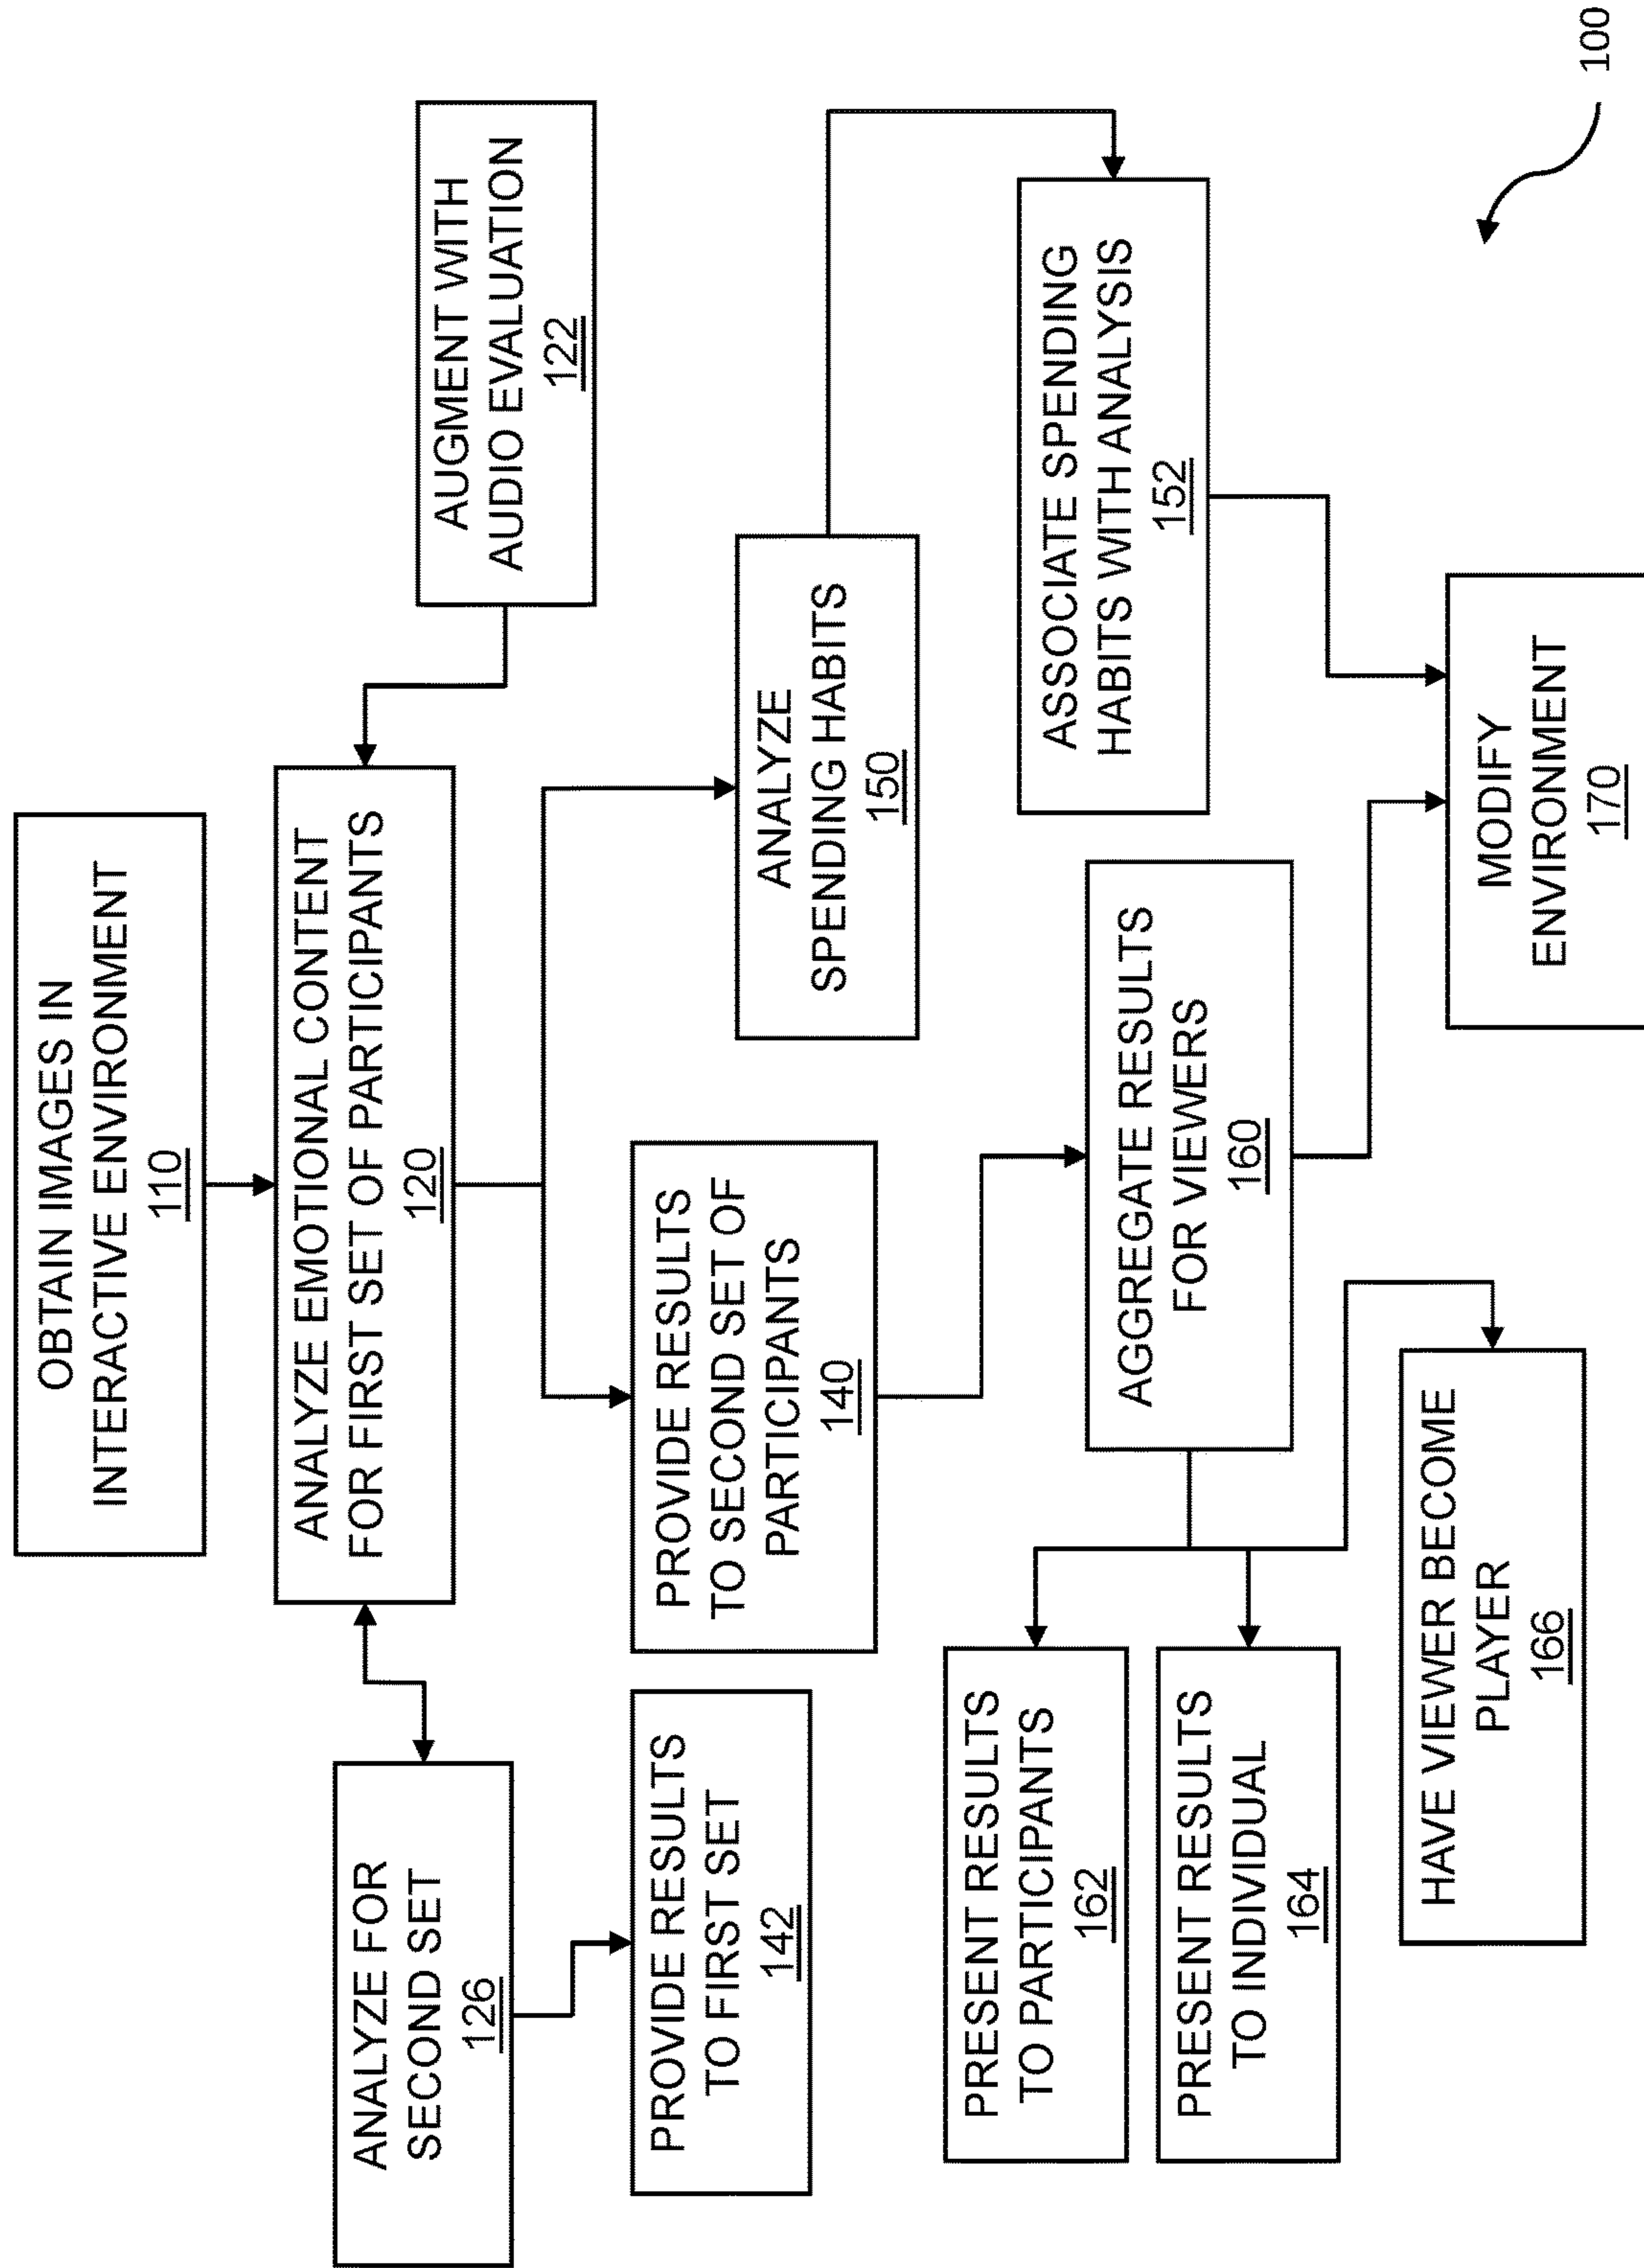 OBTAIN IMAGES IN
INTERACTIVE ENVIRONMENT
110
ANALYZE EMOTIONAL CONTENT
FOR FIRST SET OF PARTICIPANTS
120
AUGMENT WITH
AUDIO EVALUATION
122
ANALYZE FOR
SECOND SET
126
PROVIDE RESULTS
TO FIRST SET
142
PROVIDE RESULTS
TO SECOND SET OF
PARTICIPANTS
140
ANALYZE
SPENDING HABITS
150
ASSOCIATE SPENDING
HABITS WITH ANALYSIS
152
AGGREGATE RESULTS
FOR VIEWERS
160
PRESENT RESULTS
TO PARTICIPANTS
162
PRESENT RESULTS
TO INDIVIDUAL
164
HAVE VIEWER BECOME
PLAYER
166
MODIFY
ENVIRONMENT
170
100